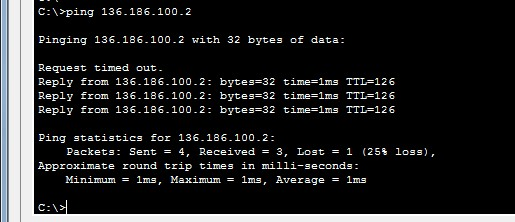 C:\>ping 136.186.100.2
Pinging 136.186.100.2 with 32 bytes of data:
Request timed out.
Reply from 136.186.100.2: bytes=32 time=1ms TTL=126
Reply from 136.186.100.2: bytes=32 time=1ms TTL=126
Reply from 136.186.100.2: bytes=32 time=1ms TTL=126
Ping statistics for 136.186.100.2:
Packets: Sent = 4, Received = 3, Lost = 1 (25% loss),
Approximate round trip times in milli-seconds:
Minimum = 1ms, Maximum = 1ms, Average = 1ms
C:\>